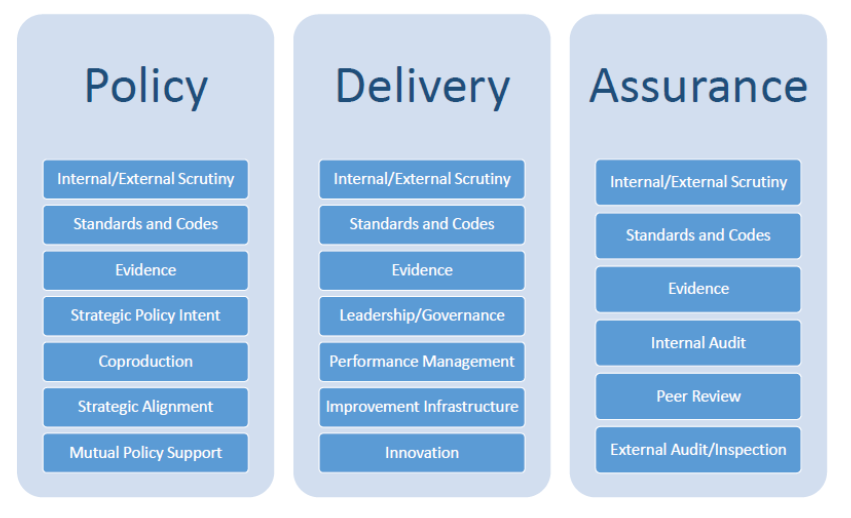 Policy
Internal/External Scrutiny
Standards and Codes
Evidence
Strategic Policy Intent
Coproduction
Strategic Alignment
Mutual Policy Support
Delivery
Internal/External Scrutiny
Standards and Codes
Evidence
Leadership/Governance
Performance Management
Improvement Infrastructure
Innovation
Assurance
Internal/External Scrutiny
Standards and Codes
Evidence
Internal Audit
Peer Review
External Audit/Inspection